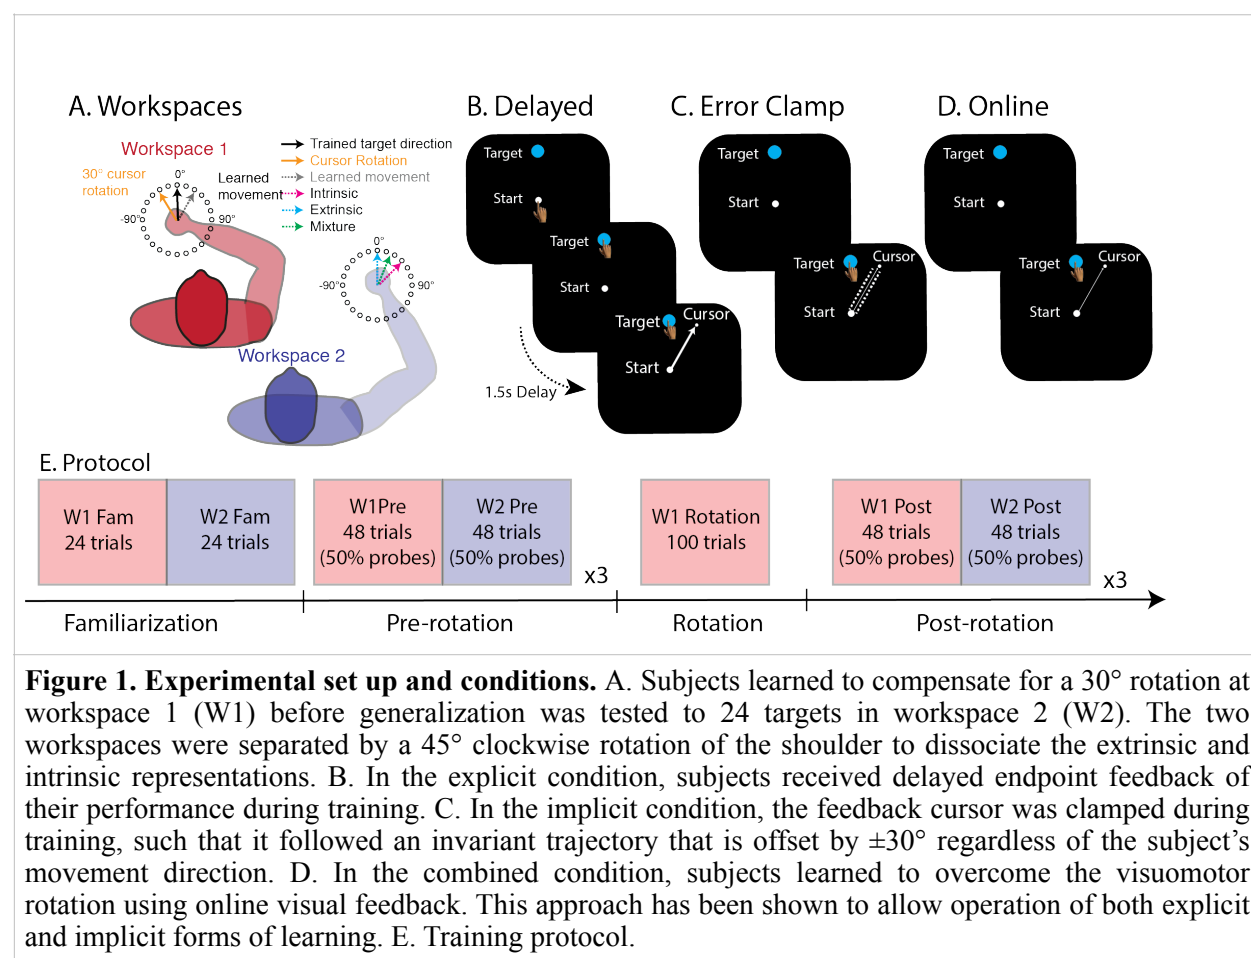 A. Workspaces
Workspace 1
30° cursor
rotation
0°
Learned
movement
-90°
90°
Trained target direction
Cursor Rotation
Learned movement
Intrinsic
Extrinsic
Mixture
0°
-90°
90°
Workspace 2
B. Delayed
Target
Start
Target
Start
Target
Cursor
Start
1.5s Delay
C. Error Clamp
Target
Start
Target
Cursor
Start
D. Online
Target
Start
Target
Cursor
Start
E. Protocol
W1 Fam
24 trials
W2 Fam
24 trials
W1Pre
48 trials
(50% probes)
W2 Pre
48 trials
(50% probes)
x3
W1 Rotation
100 trials
W1 Post
48 trials
(50% probes)
W2 Post
48 trials
(50% probes)
x3
Familiarization
Pre-rotation
Rotation
Post-rotation
Figure 1. Experimental set up and conditions. A. Subjects learned to compensate for a 30° rotation at
workspace 1 (W1) before generalization was tested to 24 targets in workspace 2 (W2). The two
workspaces were separated by a 45° clockwise rotation of the shoulder to dissociate the extrinsic and
intrinsic representations. B. In the explicit condition, subjects received delayed endpoint feedback of
their performance during training. C. In the implicit condition, the feedback cursor was clamped during
training, such that it followed an invariant trajectory that is offset by ±30° regardless of the subject’s
movement direction. D. In the combined condition, subjects learned to overcome the visuomotor
rotation using online visual feedback. This approach has been shown to allow operation of both explicit
and implicit forms of learning. E. Training protocol.